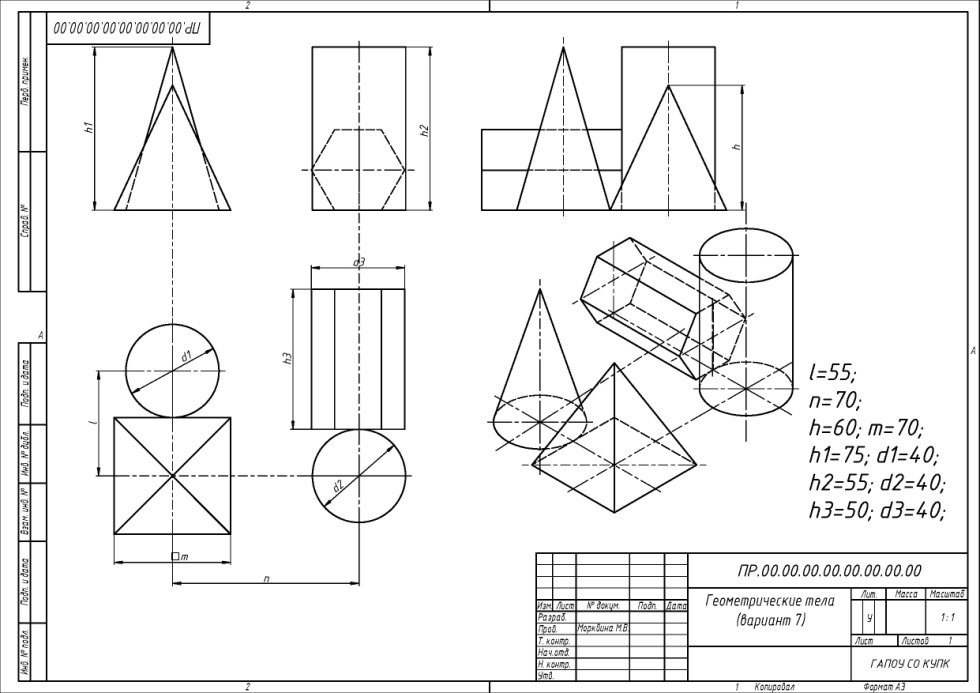 2
1
ПР.00.00.00.00.00.00.00.00
Перв. примен.
Справ. №
h1
h2
h
d3
h3
d1
l
d2
m
n
А
А
l=55;
n=70;
h=60; m=70;
h1=75; d1=40;
h2=55; d2=40;
h3=50; d3=40;
Подп. и дата
Инв. № дубл.
Взам. инв. №
Подп. и дата
Инв. № подл.
ПР.00.00.00.00.00.00.00.00
Изм. Лист № докум. Подп. Дата
Разраб.
Пров. Морквина М.В.
Т. контр.
Нач.отд.
Н. контр.
Утв.
Геометрические тела
(вариант 7)
Лит. Масса Масштаб
У 1:1
Лист Листов 1
ГАПОУ СО КУПК
2
1 Копировал Формат А3